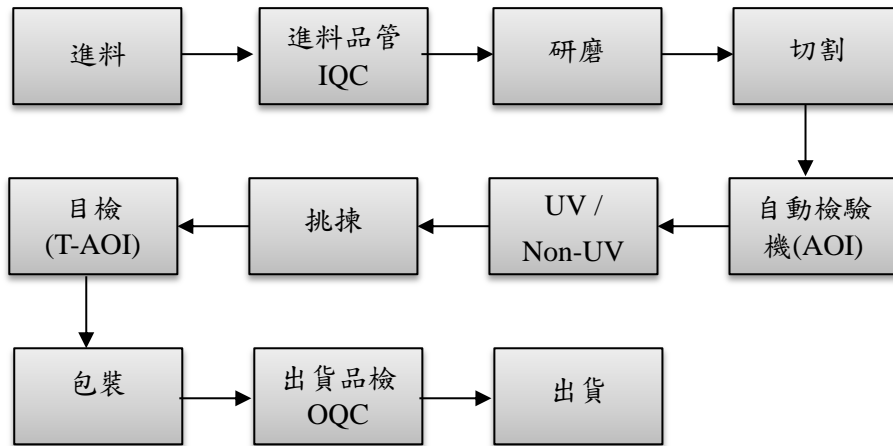 進料
進料品管
IQC
研磨
切割
自動檢驗
機(AOI)
UV /
Non-UV
挑揀
目檢
(T-AOI)
包裝
出貨品檢
OQC
出貨